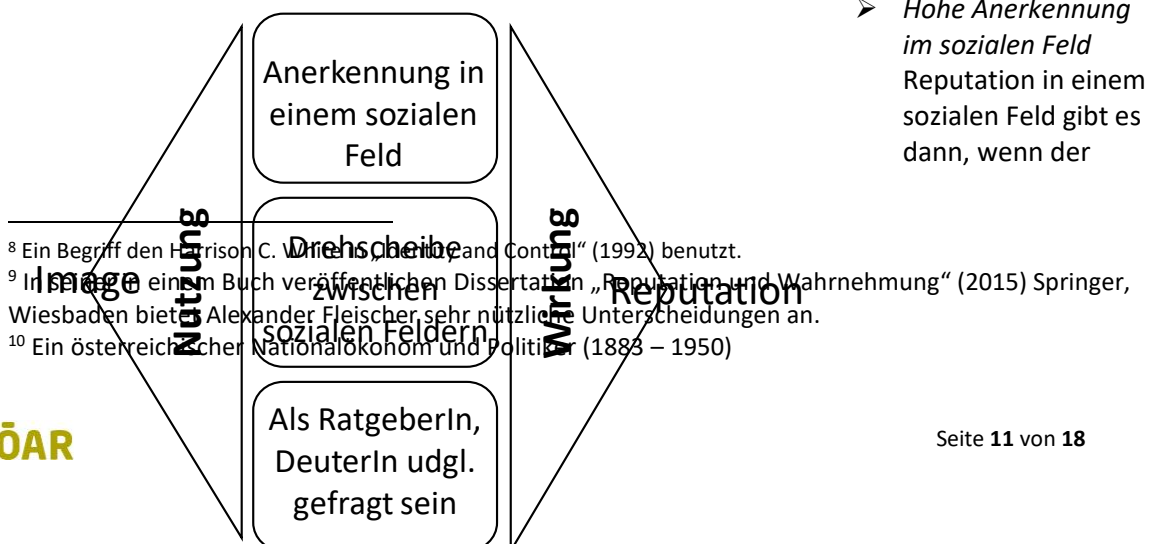 ➤ Hohe Anerkennung
im sozialen Feld
Reputation in einem
sozialen Feld gibt es
dann, wenn der
Anerkennung in
einem sozialen
Feld
Drehscheibe
zwischen
sozialen Feldern
Als RatgeberIn,
DeuterIn udgl.
gefragt sein
Image
Nutzung
Wirkung
Reputation
⁸ Ein Begriff den Harrison C. White in „Identity and Control“ (1992) benutzt.
⁹ In seiner in einem Buch veröffentlichen Dissertation „Reputation und Wahrnehmung“ (2015) Springer,
Wiesbaden bietet Alexander Fleischer sehr nützliche Unterscheidungen an.
¹⁰ Ein österreichischer Nationalökonom und Politiker (1883 – 1950)
ÖAR
Seite 11 von 18